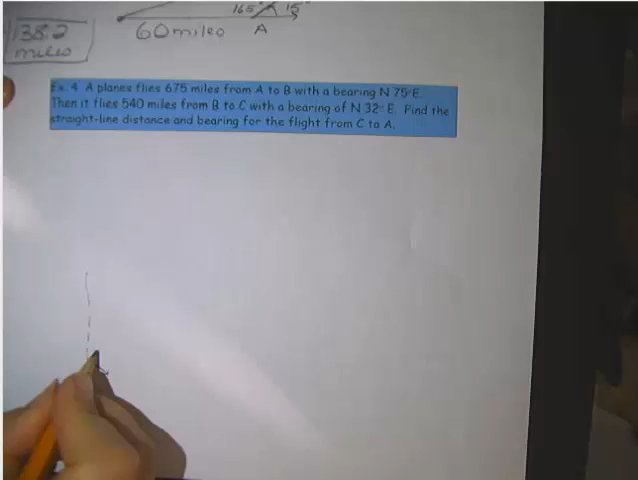 165° 15°
138.2 60 miles A
miles
Ex. 4 A planes flies 675 miles from A to B with a bearing N 75° E.
Then it flies 540 miles from B to C with a bearing of N 32° E. Find the
straight-line distance and bearing for the flight from C to A.